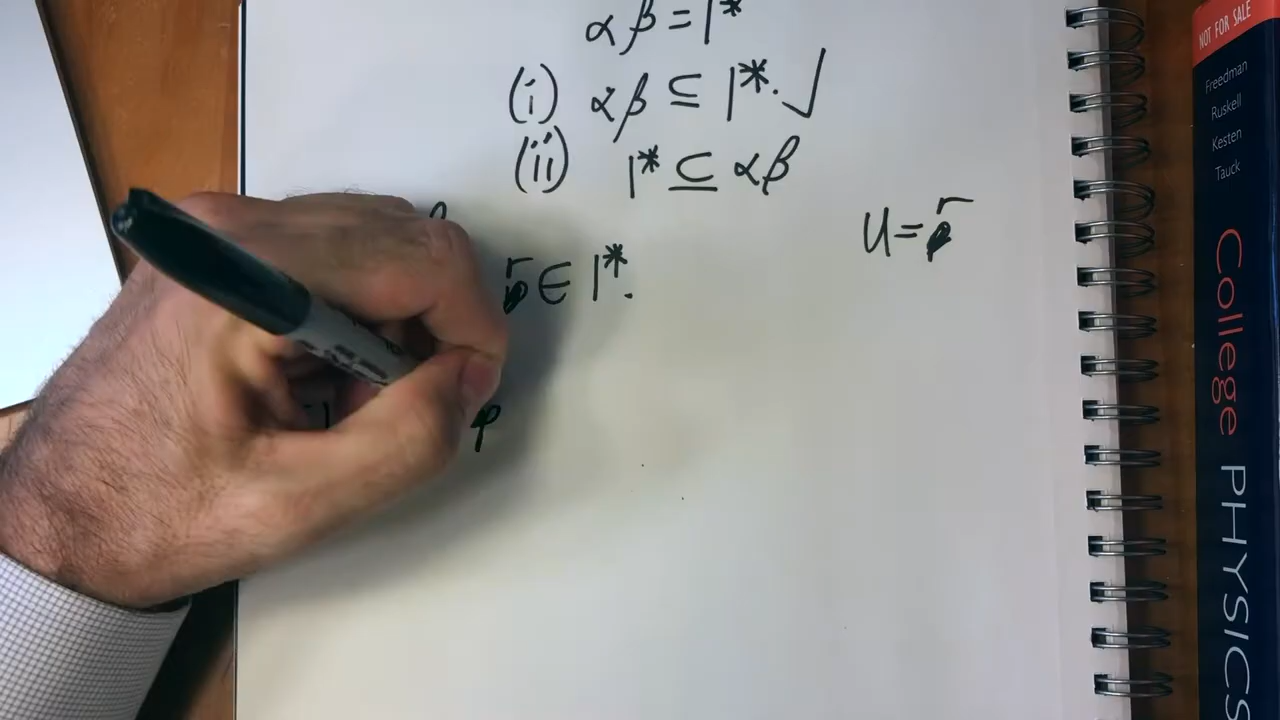 αβ = 1*
(i) αβ ⊆ 1*. √
(ii) 1* ⊆ αβ
U = r
r ∈ 1*.
p
NOT FOR SALE
Freedman
Ruskell
Kesten
Tauck
College PHYSICS